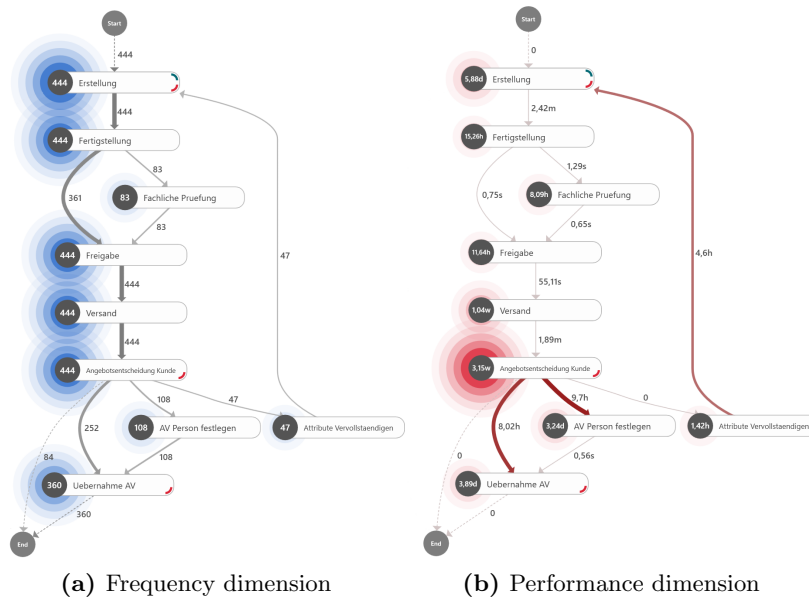 Start
444
444 Erstellung
444
444 Fertigstellung
83
361
83 Fachliche Pruefung
83
444 Freigabe
47
444
444 Versand
444
444 Angebotsentscheidung Kunde
108
47
252
108 AV Person festlegen
47 Attribute Vervollstaendigen
84
108
360 Uebernahme AV
360
End
(a) Frequency dimension
Start
0
5,88d Erstellung
2,42m
15,26h Fertigstellung
1,29s
0,75s
8,09h Fachliche Pruefung
0,65s
11,64h Freigabe
4,6h
55,11s
1,04w Versand
1,89m
3,15w Angebotsentscheidung Kunde
9,7h
0
8,02h
3,24d AV Person festlegen
1,42h Attribute Vervollstaendigen
0
0,56s
3,89d Uebernahme AV
0
End
(b) Performance dimension